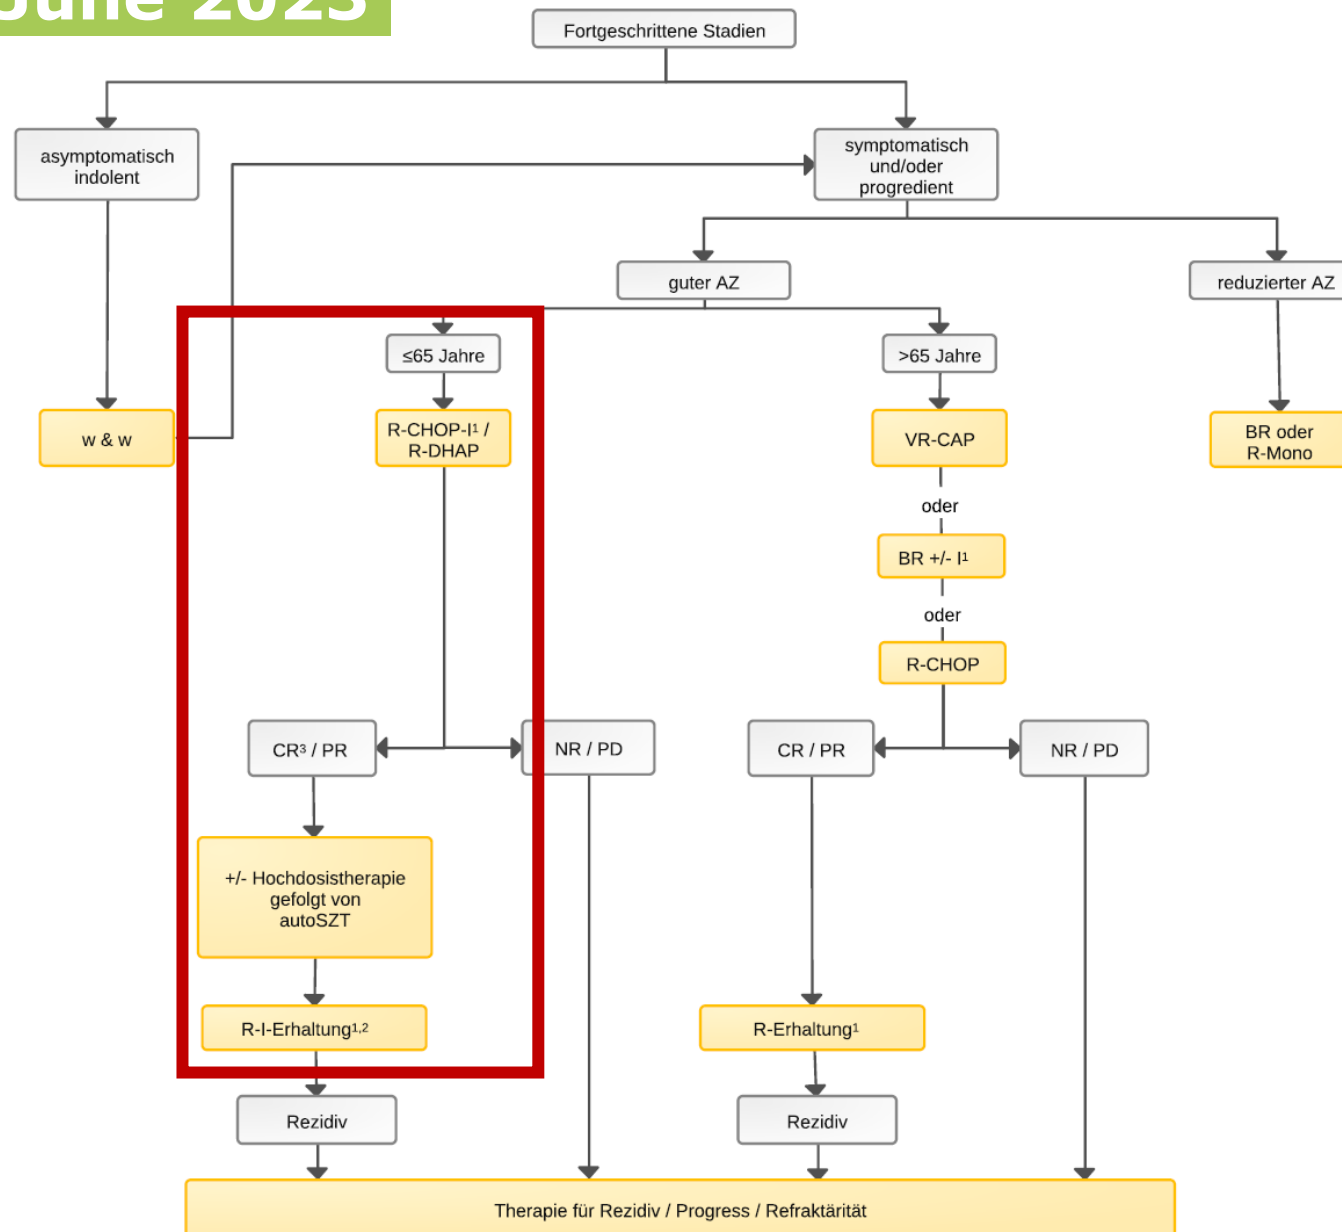 June 2023
Fortgeschrittene Stadien
asymptomatisch
indolent
symptomatisch
und/oder
progredient
guter AZ
reduzierter AZ
≤65 Jahre
>65 Jahre
w & w
R-CHOP-I¹ /
R-DHAP
VR-CAP
BR oder
R-Mono
oder
BR +/- I¹
oder
R-CHOP
CR³ / PR
NR / PD
CR / PR
NR / PD
+/- Hochdosistherapie
gefolgt von
autoSZT
R-I-Erhaltung¹,²
R-Erhaltung¹
Rezidiv
Rezidiv
Therapie für Rezidiv / Progress / Refraktärität